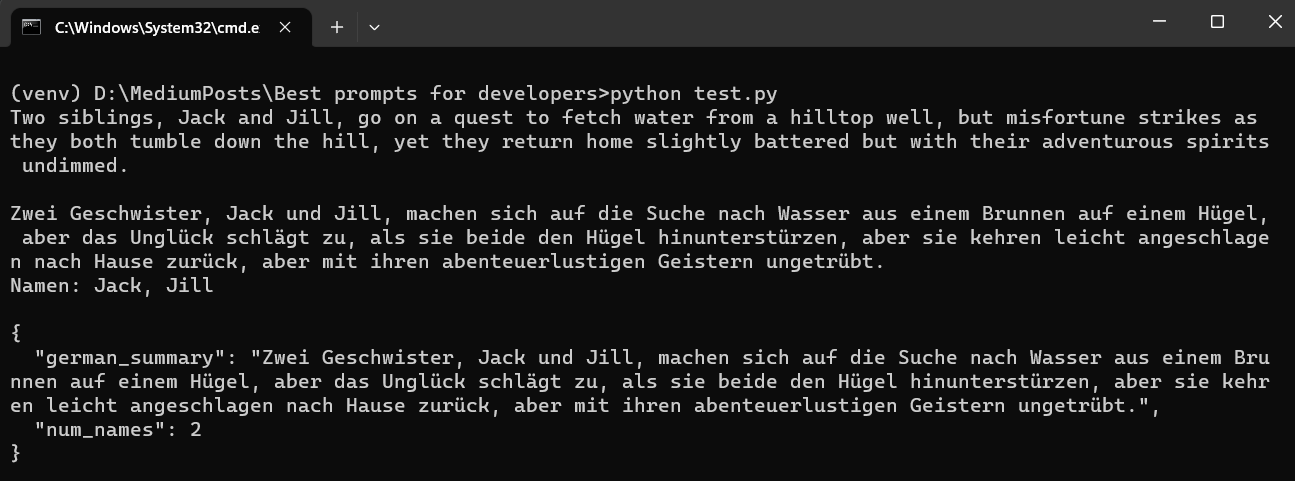 C:\Windows\System32\cmd.e
(venv) D:\MediumPosts\Best prompts for developers>python test.py
Two siblings, Jack and Jill, go on a quest to fetch water from a hilltop well, but misfortune strikes as
they both tumble down the hill, yet they return home slightly battered but with their adventurous spirits
 undimmed.

Zwei Geschwister, Jack und Jill, machen sich auf die Suche nach Wasser aus einem Brunnen auf einem Hügel,
 aber das Unglück schlägt zu, als sie beide den Hügel hinunterstürzen, aber sie kehren leicht angeschlage
n nach Hause zurück, aber mit ihren abenteuerlustigen Geistern ungetrübt.
Namen: Jack, Jill

{
  "german_summary": "Zwei Geschwister, Jack und Jill, machen sich auf die Suche nach Wasser aus einem Bru
nnen auf einem Hügel, aber das Unglück schlägt zu, als sie beide den Hügel hinunterstürzen, aber sie kehr
en leicht angeschlagen nach Hause zurück, aber mit ihren abenteuerlustigen Geistern ungetrübt.",
  "num_names": 2
}